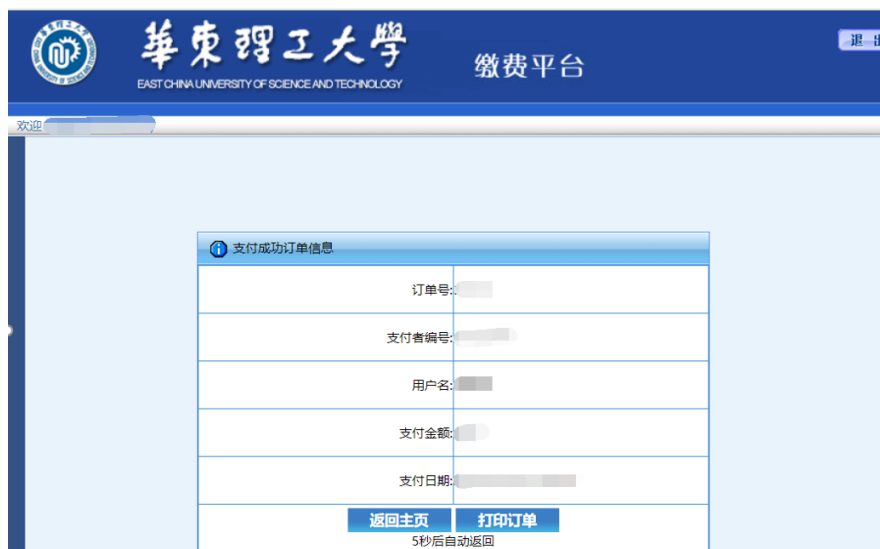 華東理工大學
EAST CHINA UNIVERSITY OF SCIENCE AND TECHNOLOGY
缴费平台
退 出
欢迎
支付成功订单信息
订单号:
支付者编号:
用户名:
支付金额:
支付日期:
返回主页 打印订单
5秒后自动返回